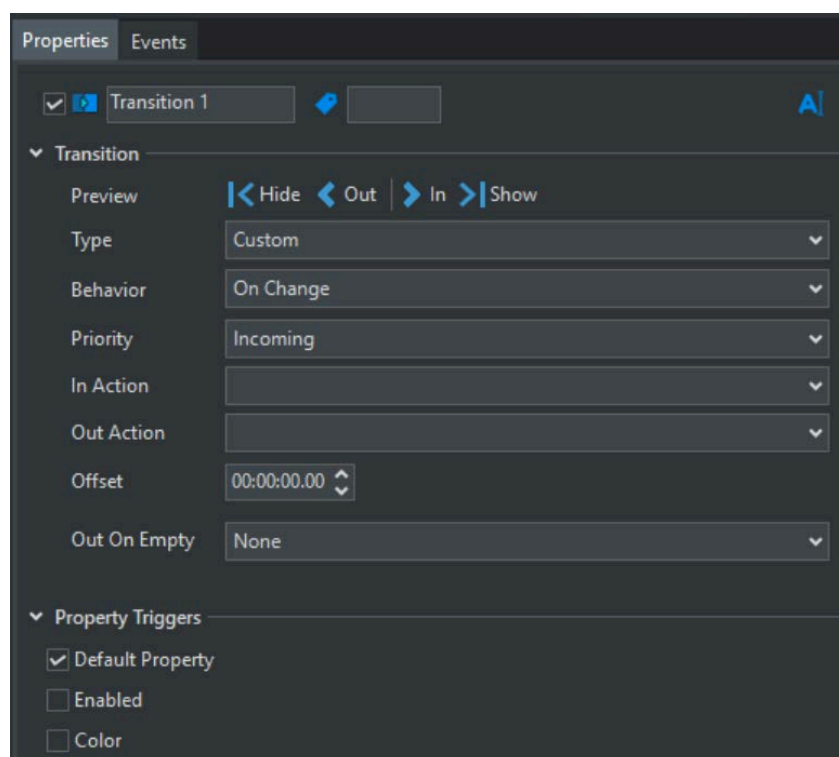 Properties Events
Transition 1
A
Transition
Preview Hide Out In Show
Type Custom
Behavior On Change
Priority Incoming
In Action
Out Action
Offset 00:00:00.00
Out On Empty None
Property Triggers
Default Property
Enabled
Color